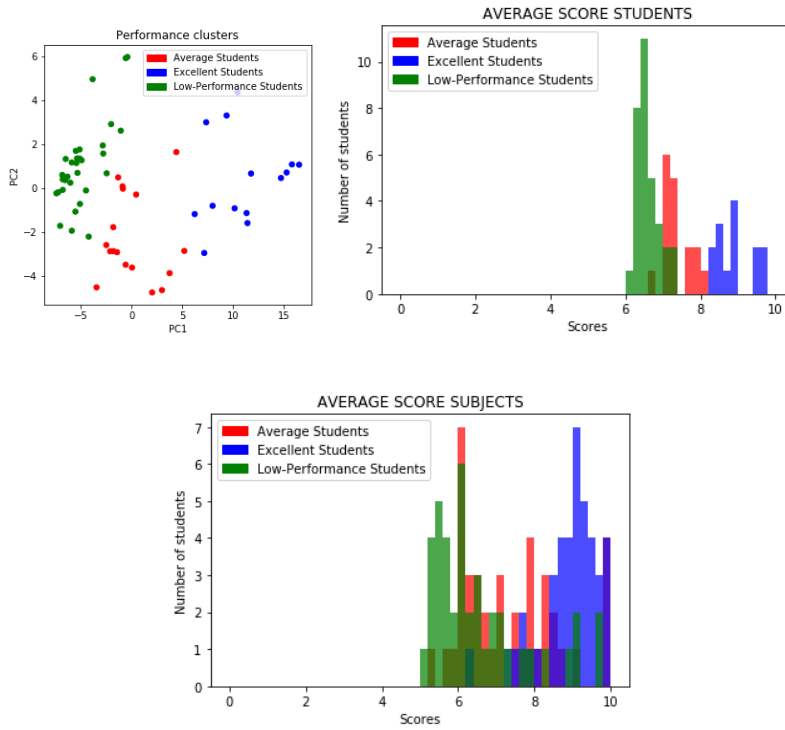 Performance clusters
Average Students
Excellent Students
Low-Performance Students
PC2
6
4
2
0
−2
−4
−5
0
5
10
15
PC1
AVERAGE SCORE STUDENTS
Average Students
Excellent Students
Low-Performance Students
Number of students
10
8
6
4
2
0
0
2
4
6
8
10
Scores
AVERAGE SCORE SUBJECTS
Average Students
Excellent Students
Low-Performance Students
Number of students
7
6
5
4
3
2
1
0
0
2
4
6
8
10
Scores